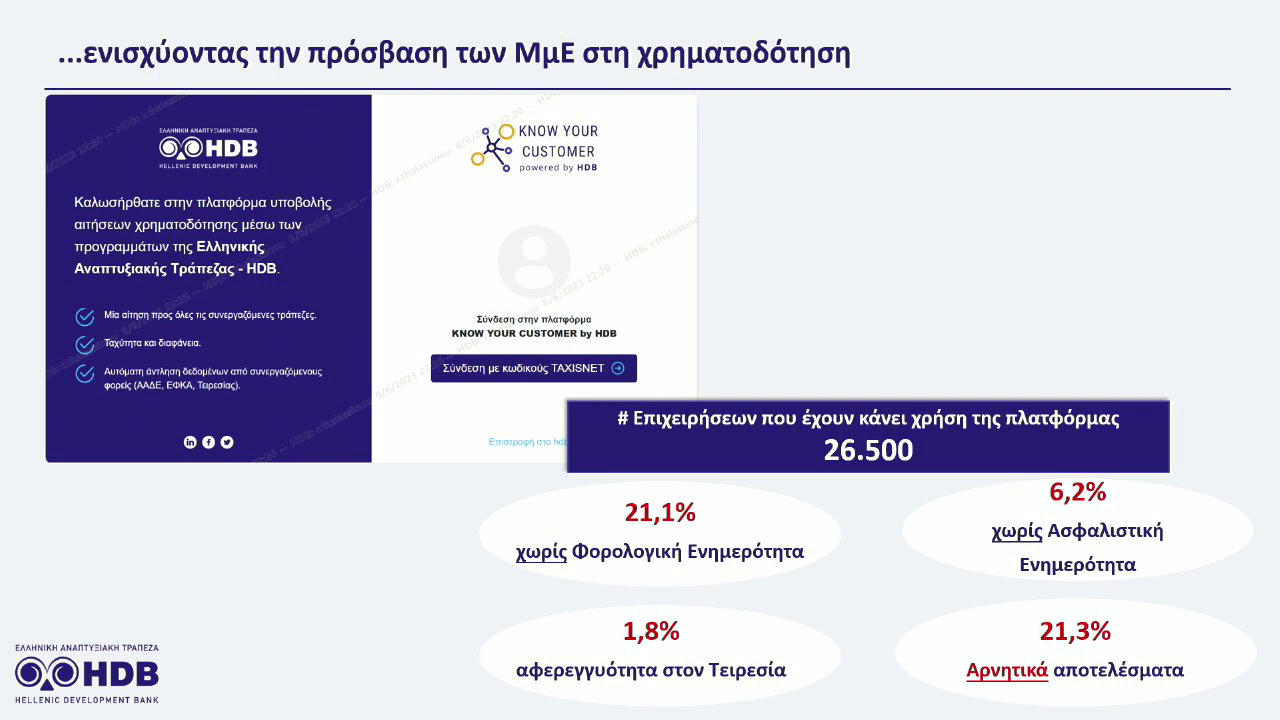 ...ενισχύοντας την πρόσβαση των ΜμΕ στη χρηματοδότηση
ΕΛΛΗΝΙΚΗ ΑΝΑΠΤΥΞΙΑΚΗ ΤΡΑΠΕΖΑ
HDB
HELLENIC DEVELOPMENT BANK
Καλωσήρθατε στην πλατφόρμα υποβολής
αιτήσεων χρηματοδότησης μέσω των
προγραμμάτων της Ελληνικής
Αναπτυξιακής Τράπεζας - HDB.
Μία αίτηση προς όλες τις συνεργαζόμενες τράπεζες.
Ταχύτητα και διαφάνεια.
Αυτόματη άντληση δεδομένων από συνεργαζόμενους
φορείς (ΑΑΔΕ, ΕΦΚΑ, Τειρεσίας).
KNOW YOUR
CUSTOMER
powered by HDB
Σύνδεση στην πλατφόρμα
KNOW YOUR CUSTOMER by HDB
Σύνδεση με κωδικούς TAXISNET
Επιστροφή στο hdb
# Επιχειρήσεων που έχουν κάνει χρήση της πλατφόρμας
26.500
21,1%
χωρίς Φορολογική Ενημερότητα
6,2%
χωρίς Ασφαλιστική
Ενημερότητα
1,8%
αφερεγγυότητα στον Τειρεσία
21,3%
Αρνητικά αποτελέσματα
ΕΛΛΗΝΙΚΗ ΑΝΑΠΤΥΞΙΑΚΗ ΤΡΑΠΕΖΑ
HDB
HELLENIC DEVELOPMENT BANK